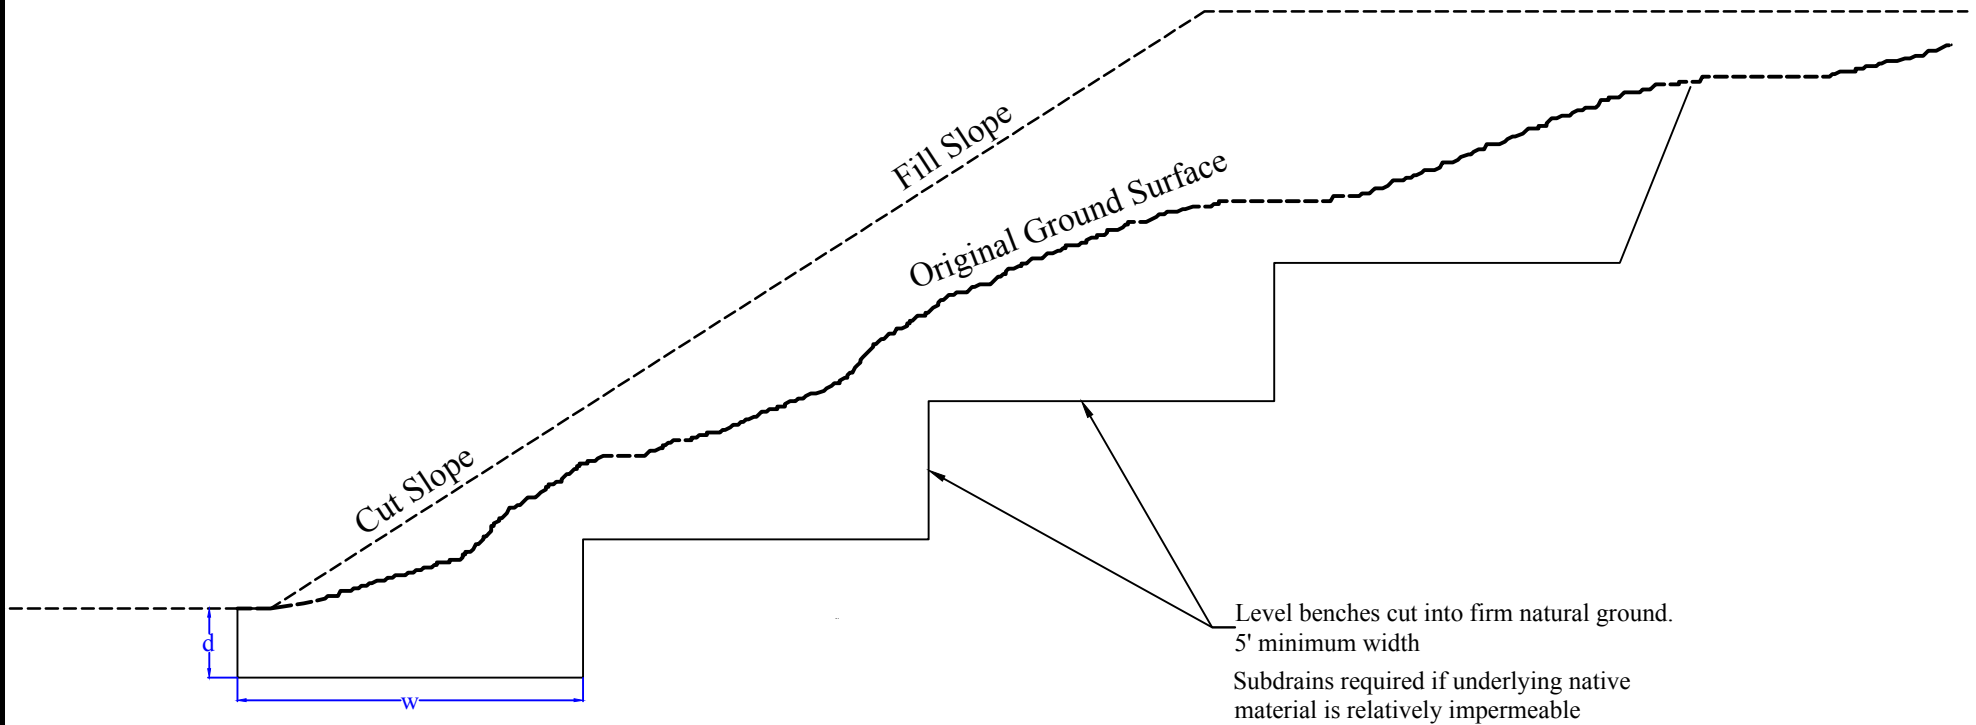 Fill Slope
Original Ground Surface
Cut Slope
d
w
Level benches cut into firm natural ground.
5' minimum width
Subdrains required if underlying native
material is relatively impermeable